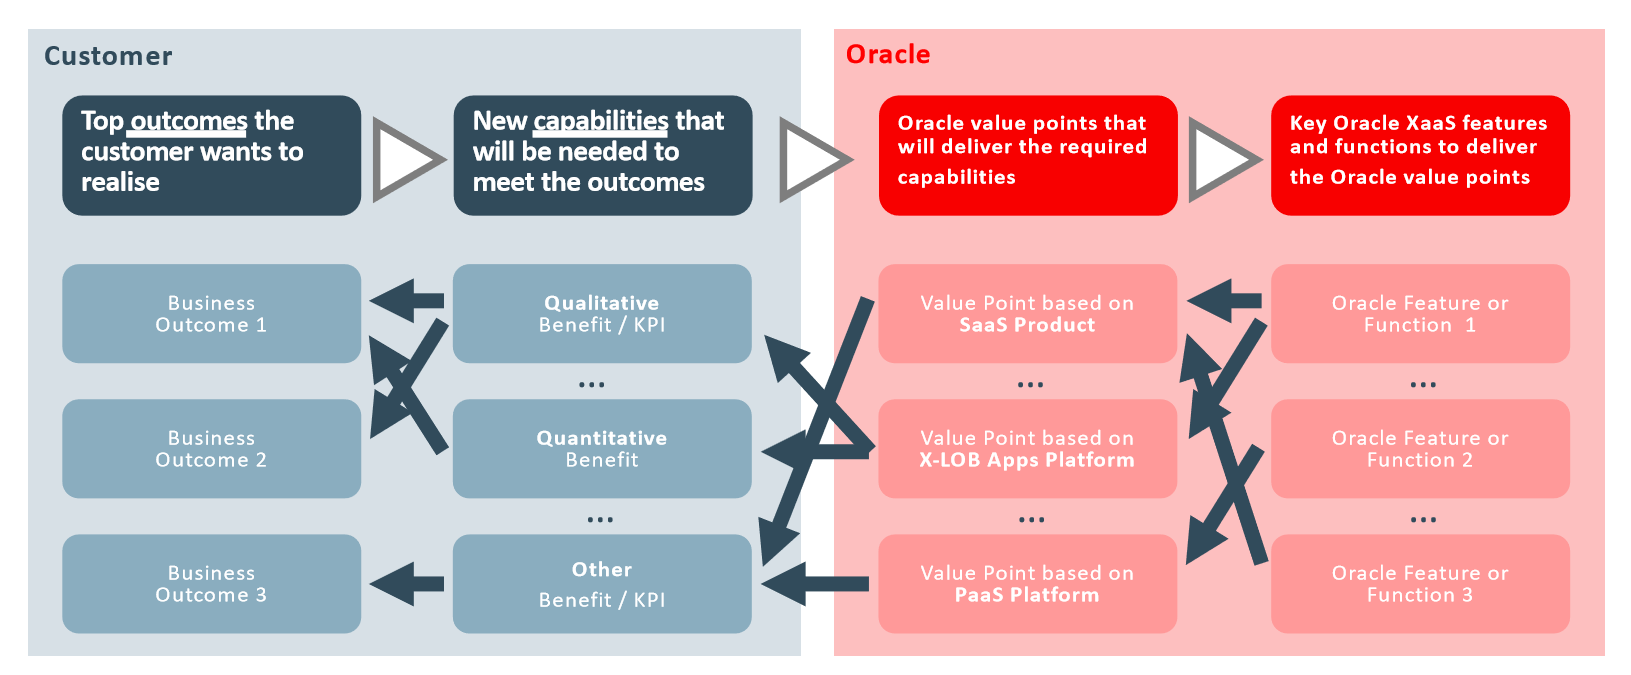 Customer
Oracle
Top outcomes the
customer wants to
realise
New capabilities that
will be needed to
meet the outcomes
Oracle value points that
will deliver the required
capabilities
Key Oracle XaaS features
and functions to deliver
the Oracle value points
Business
Outcome 1
Qualitative
Benefit / KPI
Value Point based on
SaaS Product
Oracle Feature or
Function 1
...
...
...
Business
Outcome 2
Quantitative
Benefit
Value Point based on
X-LOB Apps Platform
Oracle Feature or
Function 2
...
...
...
Business
Outcome 3
Other
Benefit / KPI
Value Point based on
PaaS Platform
Oracle Feature or
Function 3